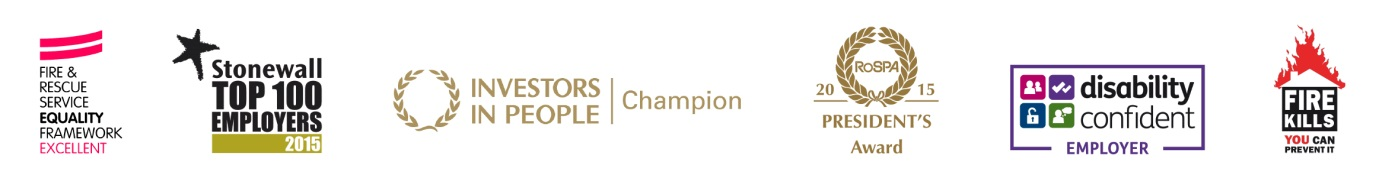 FIRE &
RESCUE
SERVICE
EQUALITY
FRAMEWORK
EXCELLENT
Stonewall
TOP 100
EMPLOYERS
2015
INVESTORS
IN PEOPLE
Champion
RoSPA
20 15
PRESIDENT'S
Award
disability
confident
EMPLOYER
FIRE
KILLS
YOU CAN
PREVENT IT